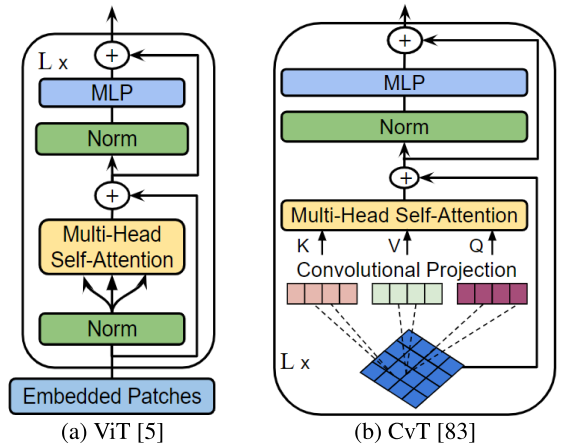 +
L x
MLP
Norm
+
Multi-Head
Self-Attention
Norm
Embedded Patches
(a) ViT [5]
+
MLP
Norm
+
Multi-Head Self-Attention
K V Q
Convolutional Projection
L x
(b) CvT [83]